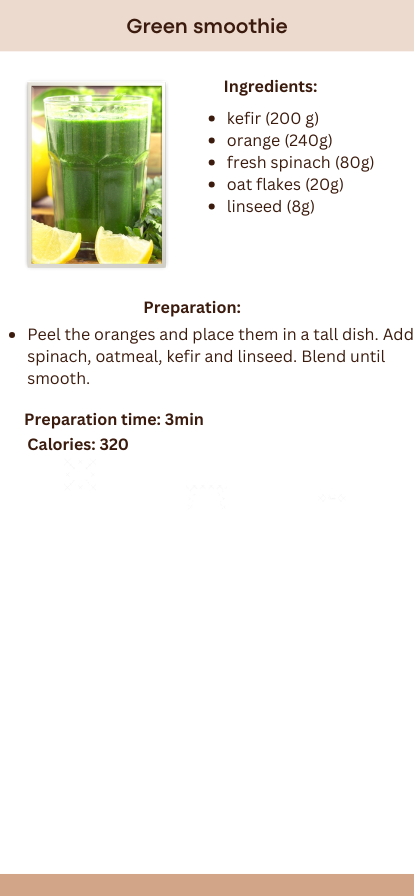 Green smoothie
Ingredients:
kefir (200 g)
orange (240g)
fresh spinach (80g)
oat flakes (20g)
linseed (8g)
Preparation:
Peel the oranges and place them in a tall dish. Add
spinach, oatmeal, kefir and linseed. Blend until
smooth.
Preparation time: 3min
Calories: 320